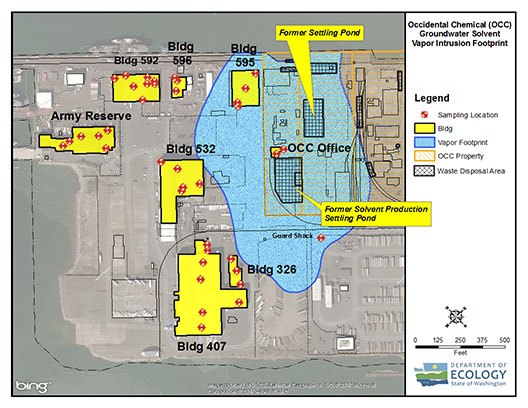 Occidental Chemical (OCC)
Groundwater Solvent
Vapor Intrusion Footprint
Former Settling Pond
Bldg 592
Bldg
596
Bldg
595
Army Reserve
Bldg 532
OCC Office
Former Solvent Production
Settling Pond
Guard Shack
Bldg 326
Bldg 407
bing
Legend
Sampling Location
Bldg
Vapor Footprint
OCC Property
Waste Disposal Area
0 125 250 500
Feet
DEPARTMENT OF
ECOLOGY
State of Washington